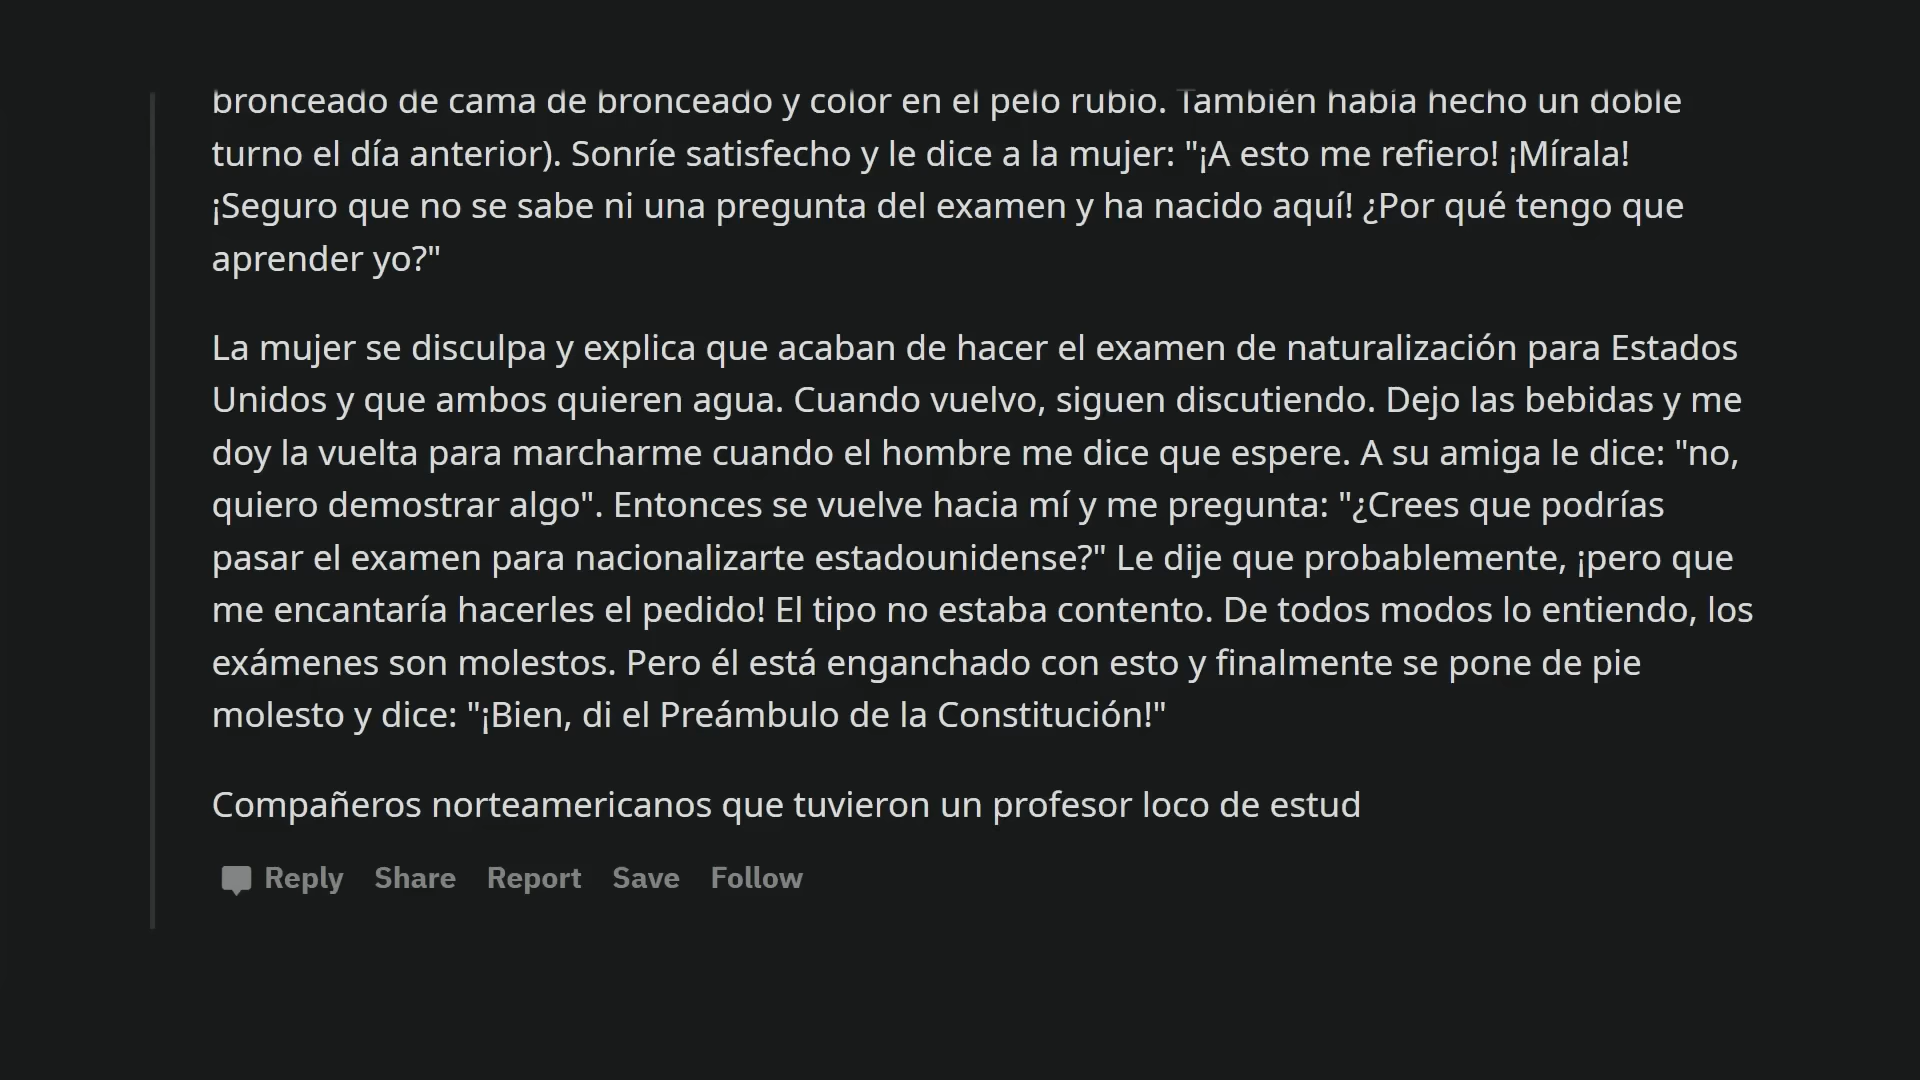 bronceado de cama de bronceado y color en el pelo rubio. También había hecho un doble
turno el día anterior). Sonríe satisfecho y le dice a la mujer: "¡A esto me refiero! ¡Mírala!
¡Seguro que no se sabe ni una pregunta del examen y ha nacido aquí! ¿Por qué tengo que
aprender yo?"
La mujer se disculpa y explica que acaban de hacer el examen de naturalización para Estados
Unidos y que ambos quieren agua. Cuando vuelvo, siguen discutiendo. Dejo las bebidas y me
doy la vuelta para marcharme cuando el hombre me dice que espere. A su amiga le dice: "no,
quiero demostrar algo". Entonces se vuelve hacia mí y me pregunta: "¿Crees que podrías
pasar el examen para nacionalizarte estadounidense?" Le dije que probablemente, ¡pero que
me encantaría hacerles el pedido! El tipo no estaba contento. De todos modos lo entiendo, los
exámenes son molestos. Pero él está enganchado con esto y finalmente se pone de pie
molesto y dice: "¡Bien, di el Preámbulo de la Constitución!"
Compañeros norteamericanos que tuvieron un profesor loco de estud
Reply Share Report Save Follow